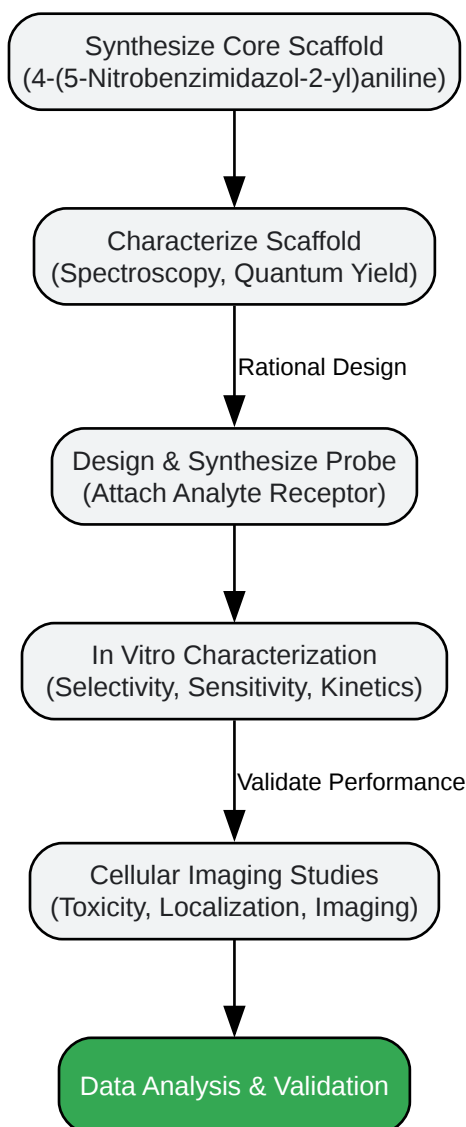 Synthesize Core Scaffold
(4-(5-Nitrobenzimidazol-2-yl)aniline)
Characterize Scaffold
(Spectroscopy, Quantum Yield)
Rational Design
Design & Synthesize Probe
(Attach Analyte Receptor)
In Vitro Characterization
(Selectivity, Sensitivity, Kinetics)
Validate Performance
Cellular Imaging Studies
(Toxicity, Localization, Imaging)
Data Analysis & Validation